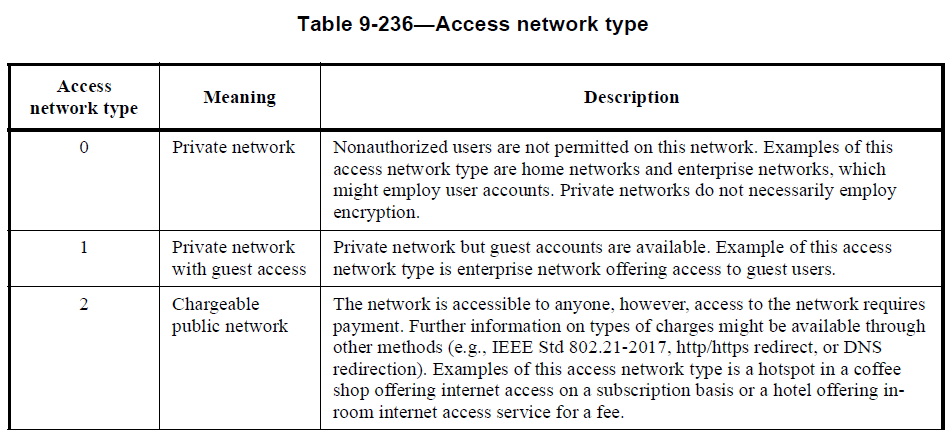 Table 9-236—Access network type
Access
network type
Meaning
Description
0
Private network
Nonauthorized users are not permitted on this network. Examples of this
access network type are home networks and enterprise networks, which
might employ user accounts. Private networks do not necessarily employ
encryption.
1
Private network
with guest access
Private network but guest accounts are available. Example of this access
network type is enterprise network offering access to guest users.
2
Chargeable
public network
The network is accessible to anyone, however, access to the network requires
payment. Further information on types of charges might be available through
other methods (e.g., IEEE Std 802.21-2017, http/https redirect, or DNS
redirection). Examples of this access network type is a hotspot in a coffee
shop offering internet access on a subscription basis or a hotel offering in-
room internet access service for a fee.